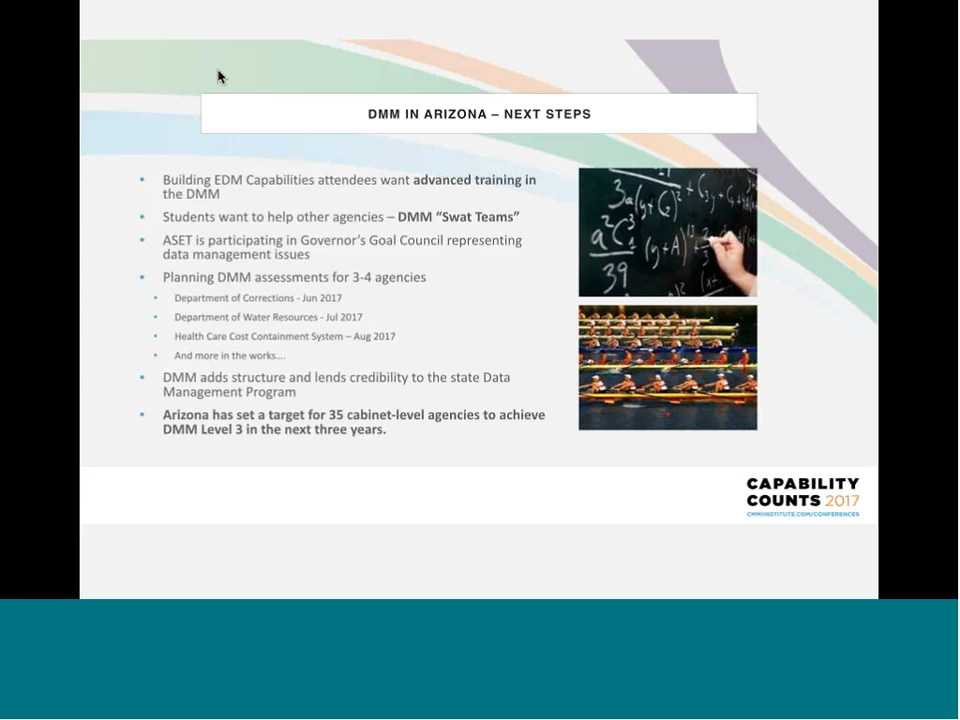 DMM IN ARIZONA – NEXT STEPS
• Building EDM Capabilities attendees want advanced training in
the DMM
• Students want to help other agencies – DMM “Swat Teams”
• ASET is participating in Governor’s Goal Council representing
data management issues
• Planning DMM assessments for 3-4 agencies
• Department of Corrections - Jun 2017
• Department of Water Resources - Jul 2017
• Health Care Cost Containment System – Aug 2017
• And more in the works....
• DMM adds structure and lends credibility to the state Data
Management Program
• Arizona has set a target for 35 cabinet-level agencies to achieve
DMM Level 3 in the next three years.
CAPABILITY
COUNTS 2017
CMMIINSTITUTE.COM/CONFERENCES